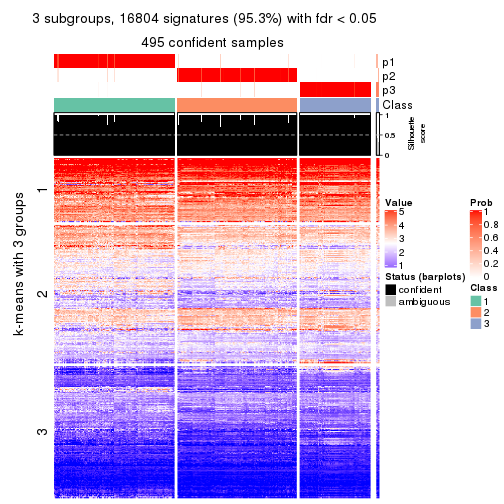 3 subgroups, 16804 signatures (95.3%) with fdr < 0.05
495 confident samples
p1
p2
p3
Class
1
0.5
0
Silhouette
score
k-means with 3 groups
1
2
3
Value
5
4
3
2
1
Status (barplots)
confident
ambiguous
Prob
1
0.8
0.6
0.4
0.2
0
Class
1
2
3